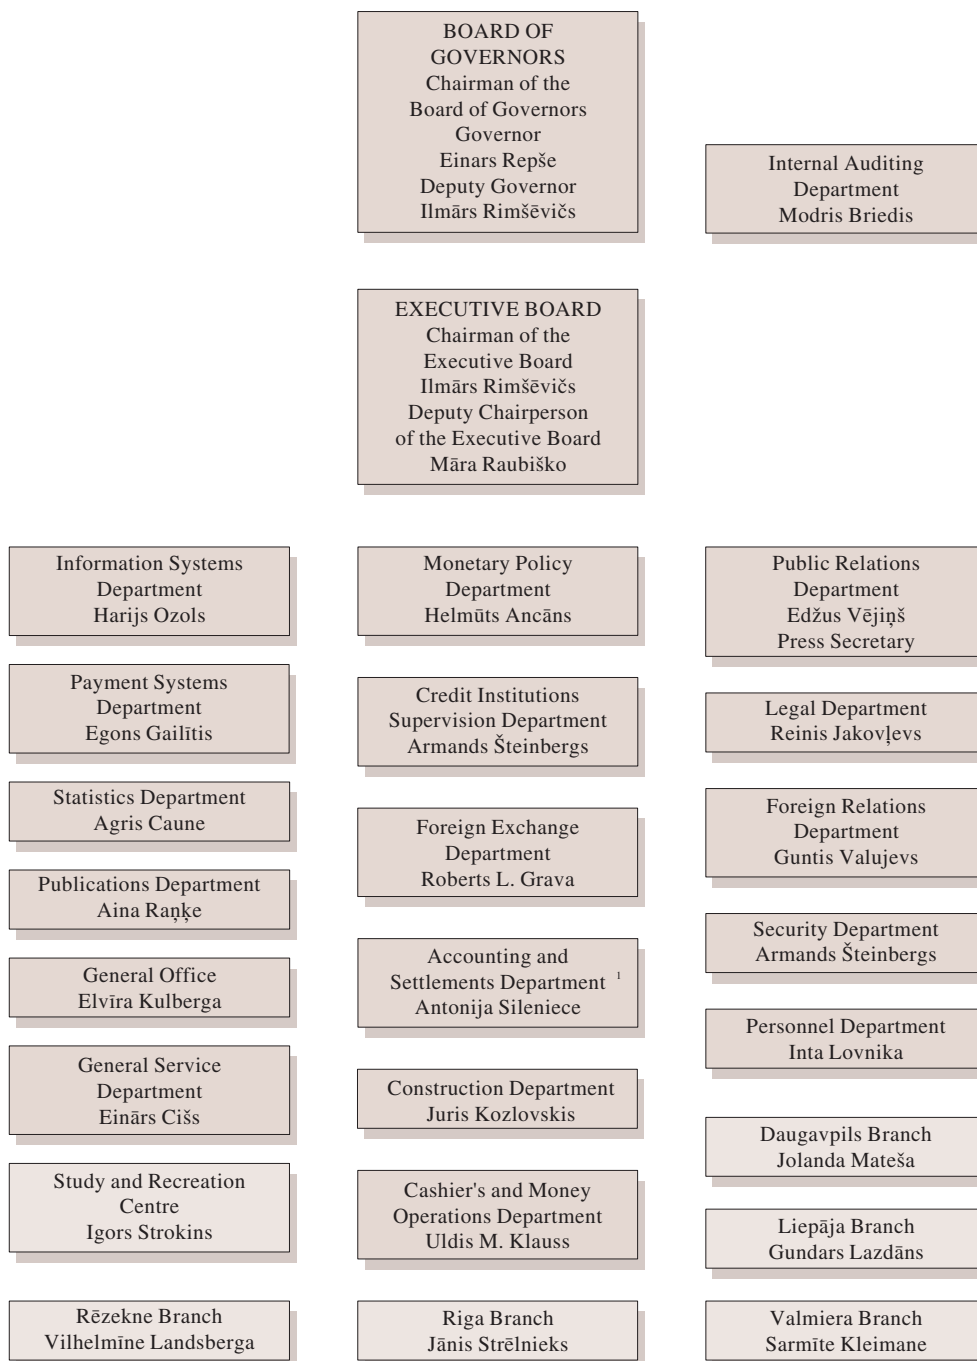 BOARD OF
GOVERNORS
Chairman of the
Board of Governors
Governor
Einars Repše
Deputy Governor
Ilmārs Rimšēvičs
Internal Auditing
Department
Modris Briedis
EXECUTIVE BOARD
Chairman of the
Executive Board
Ilmārs Rimšēvičs
Deputy Chairperson
of the Executive Board
Māra Raubiško
Information Systems
Department
Harijs Ozols
Payment Systems
Department
Egons Gailītis
Statistics Department
Agris Caune
Publications Department
Aina Raņķe
General Office
Elvīra Kulberga
General Service
Department
Einārs Cišs
Study and Recreation
Centre
Igors Strokins
Rēzekne Branch
Vilhelmīne Landsberga
Monetary Policy
Department
Helmūts Ancāns
Credit Institutions
Supervision Department
Armands Šteinbergs
Foreign Exchange
Department
Roberts L. Grava
Accounting and
Settlements Department 1
Antonija Sileniece
Construction Department
Juris Kozlovskis
Cashier's and Money
Operations Department
Uldis M. Klauss
Riga Branch
Jānis Strēlnieks
Public Relations
Department
Edžus Vējiņš
Press Secretary
Legal Department
Reinis Jakovļevs
Foreign Relations
Department
Guntis Valujevs
Security Department
Armands Šteinbergs
Personnel Department
Inta Lovnika
Daugavpils Branch
Jolanda Mateša
Liepāja Branch
Gundars Lazdāns
Valmiera Branch
Sarmīte Kleimane